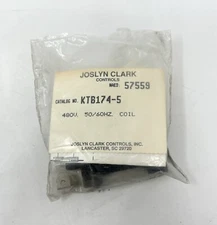 JOSLYN CLARK
CONTROLS
57559
CATALOG NO. KTB174-5
480V. 50/60HZ. COIL
JOSLYN CLARK CONTROLS, INC.
LANCASTER, SC 29720